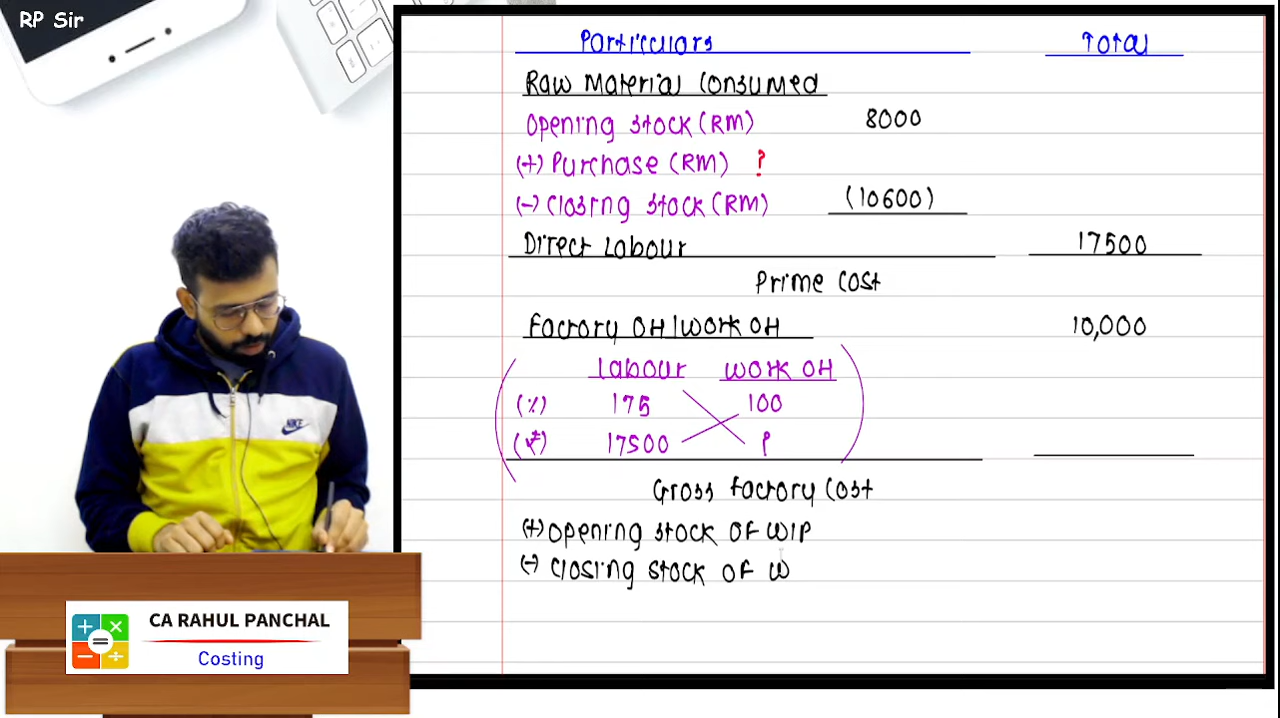 RP Sir
Particulars Total
Raw Material Consumed
Opening Stock (RM) 8000
(+) Purchase (RM) ?
(-) Closing Stock (RM) (10600)
Direct Labour 17500
Prime Cost
Factory OH/Work OH 10,000
Labour Work OH
(%) 175 100
(₹) 17500 ?
Gross Factory Cost
(+) Opening Stock OF WIP
(-) Closing Stock OF W
NIKE
CA RAHUL PANCHAL
Costing